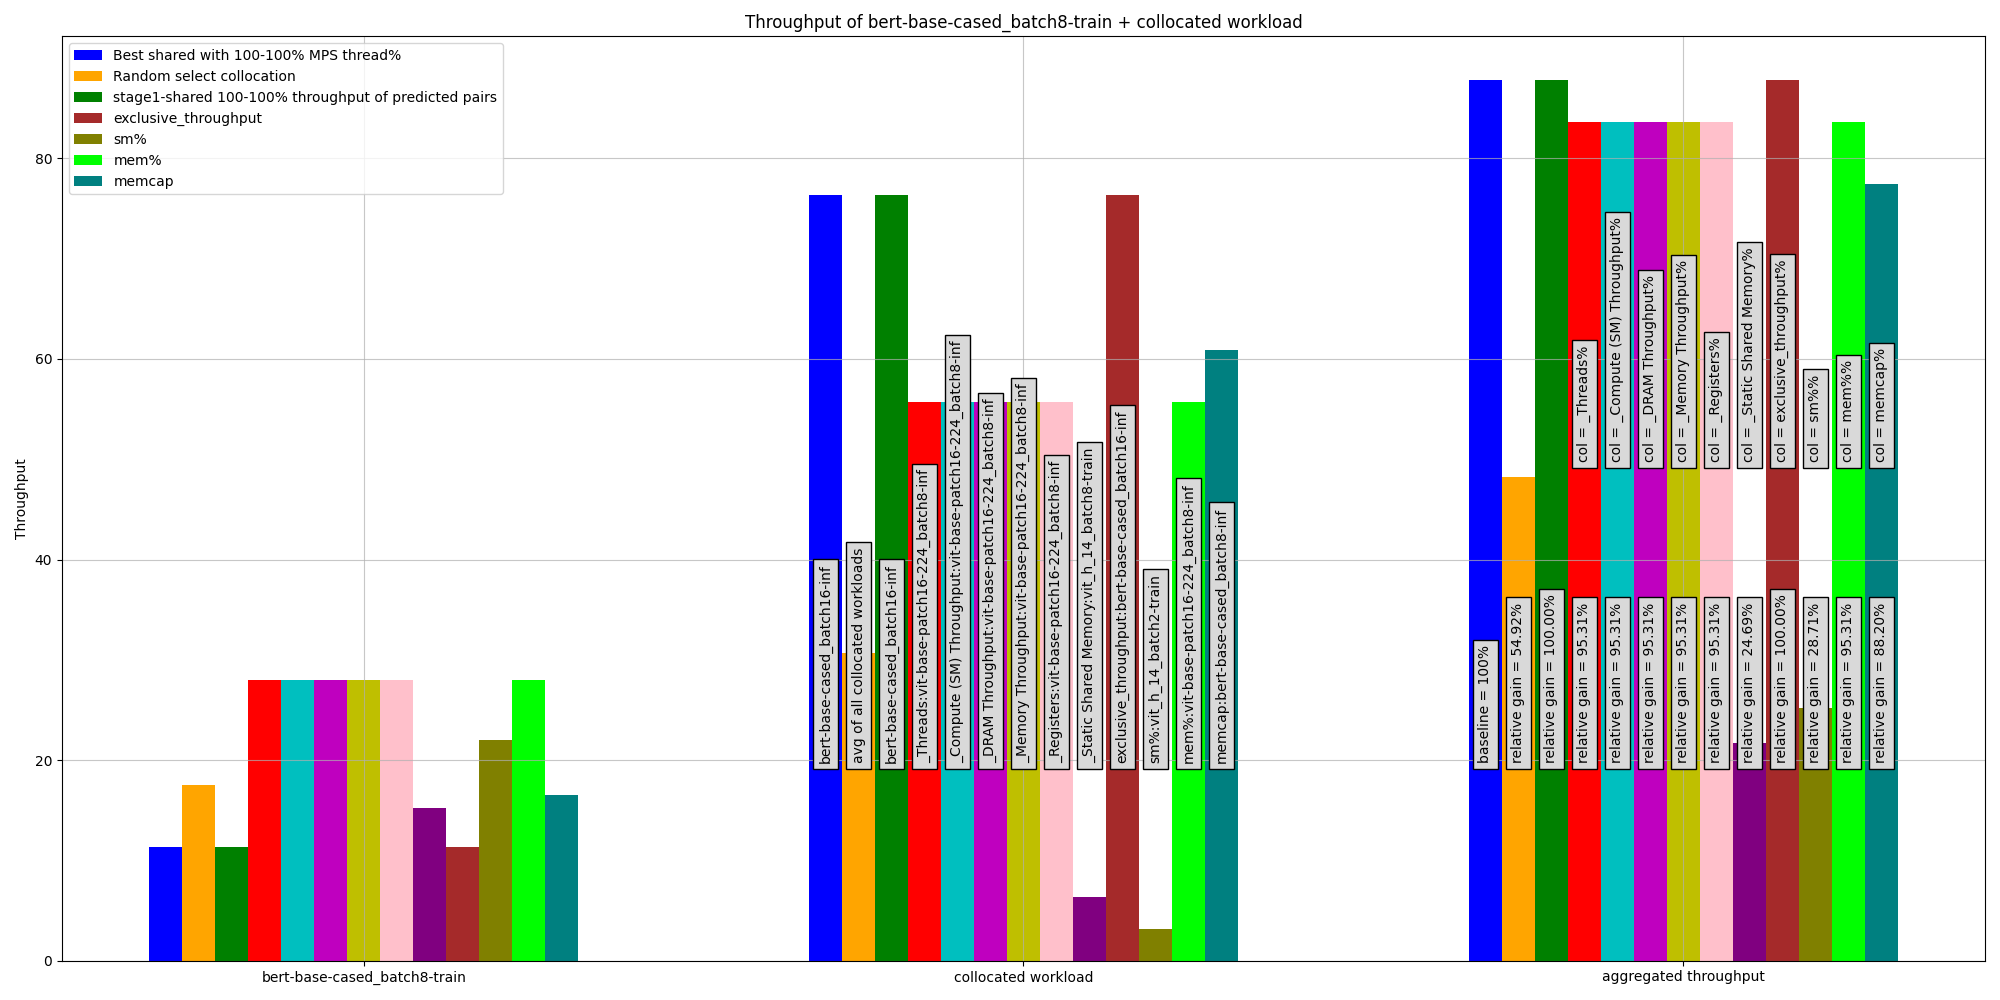 Throughput of bert-base-cased_batch8-train + collocated workload
Best shared with 100-100% MPS thread%
Random select collocation
stage1-shared 100-100% throughput of predicted pairs
exclusive_throughput
sm%
mem%
memcap
Throughput
80
60
40
20
0
bert-base-cased_batch16-inf
avg of all collocated workloads
bert-base-cased_batch16-inf
_Threads:vit-base-patch16-224_batch8-inf
_Compute (SM) Throughput:vit-base-patch16-224_batch8-inf
_DRAM Throughput:vit-base-patch16-224_batch8-inf
_Memory Throughput:vit-base-patch16-224_batch8-inf
_Registers:vit-base-patch16-224_batch8-inf
_Static Shared Memory:vit_h_14_batch8-train
exclusive_throughput:bert-base-cased_batch16-inf
sm%:vit_h_14_batch2-train
mem%:vit-base-patch16-224_batch8-inf
memcap:bert-base-cased_batch8-inf
col = _Threads%
col = _Compute (SM) Throughput%
col = _DRAM Throughput%
col = _Memory Throughput%
col = _Registers%
col = _Static Shared Memory%
col = exclusive_throughput%
col = sm%%
col = mem%%
col = memcap%
baseline = 100%
relative gain = 54.92%
relative gain = 100.00%
relative gain = 95.31%
relative gain = 95.31%
relative gain = 95.31%
relative gain = 95.31%
relative gain = 95.31%
relative gain = 24.69%
relative gain = 100.00%
relative gain = 28.71%
relative gain = 95.31%
relative gain = 88.20%
bert-base-cased_batch8-train
collocated workload
aggregated throughput